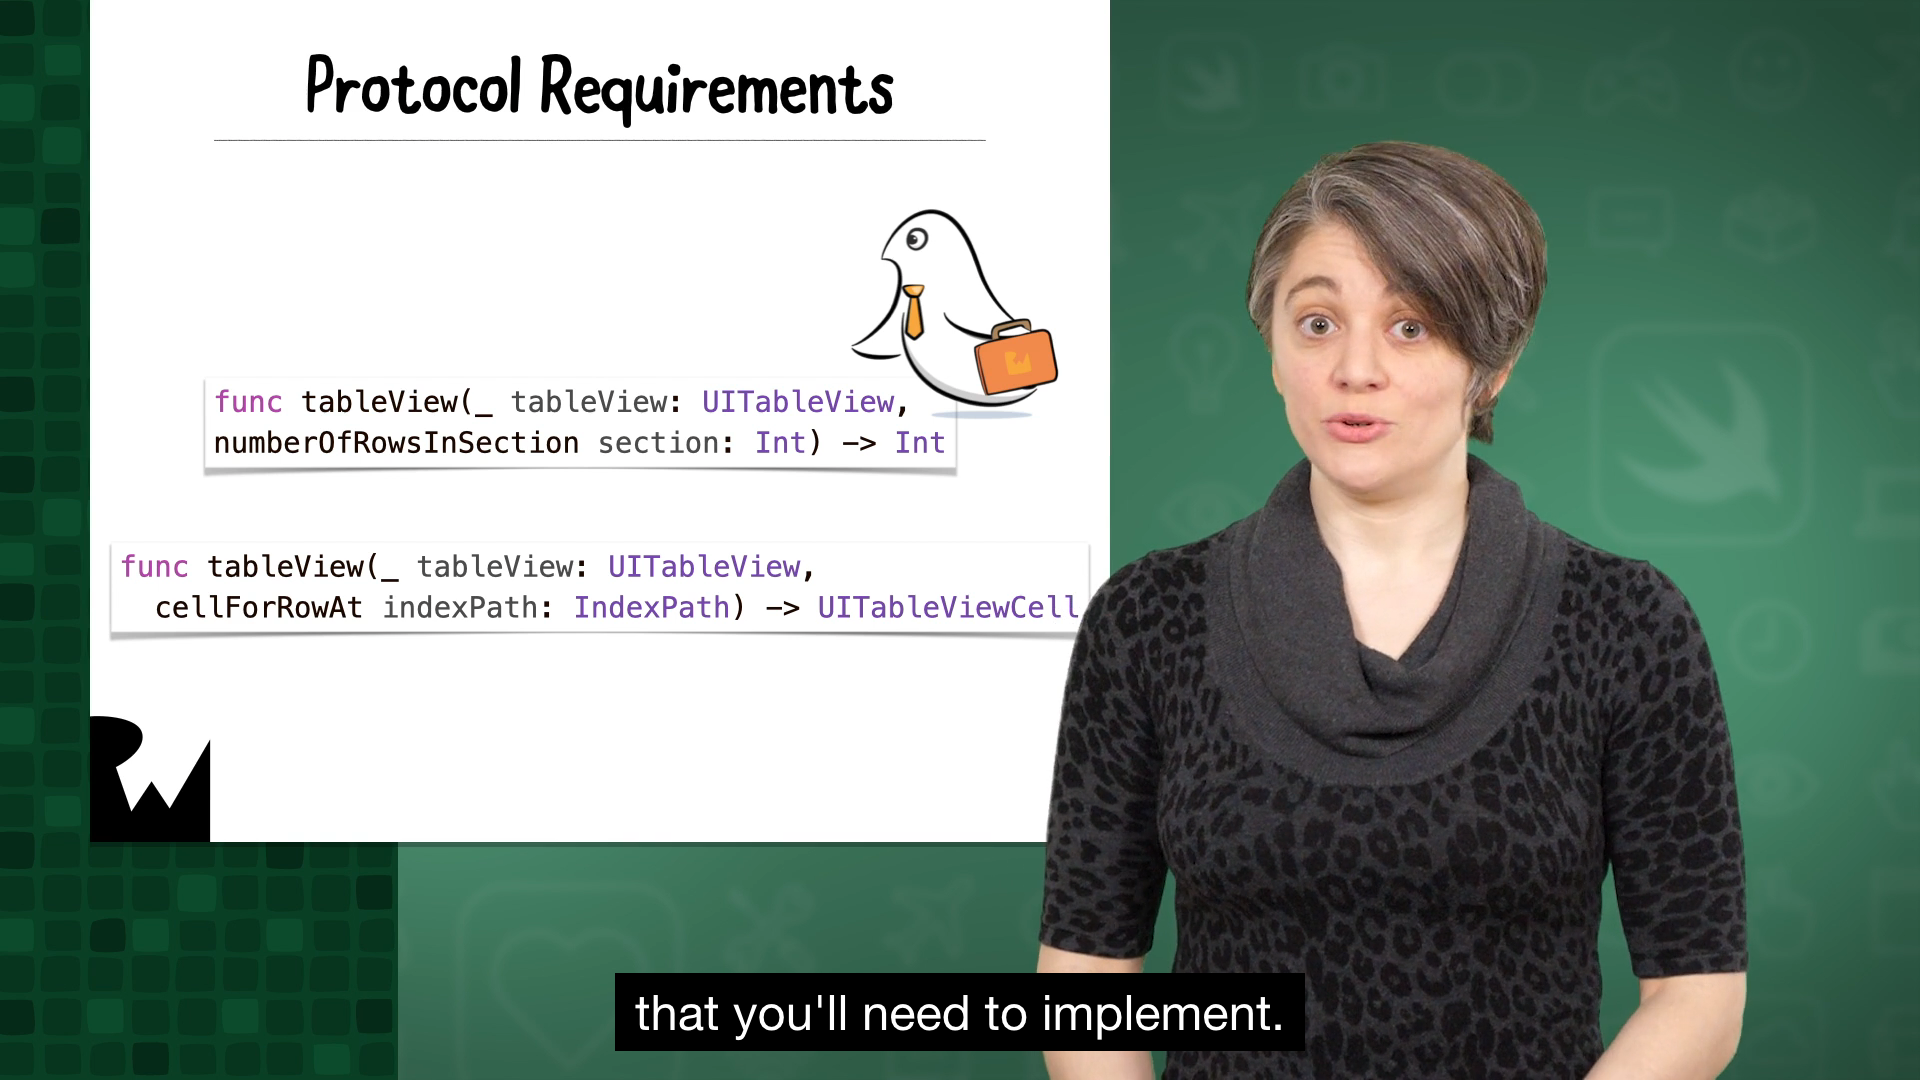 Protocol Requirements
func tableView(_ tableView: UITableView,
numberOfRowsInSection section: Int) -> Int
func tableView(_ tableView: UITableView,
cellForRowAt indexPath: IndexPath) -> UITableViewCell
RW
that you'll need to implement.